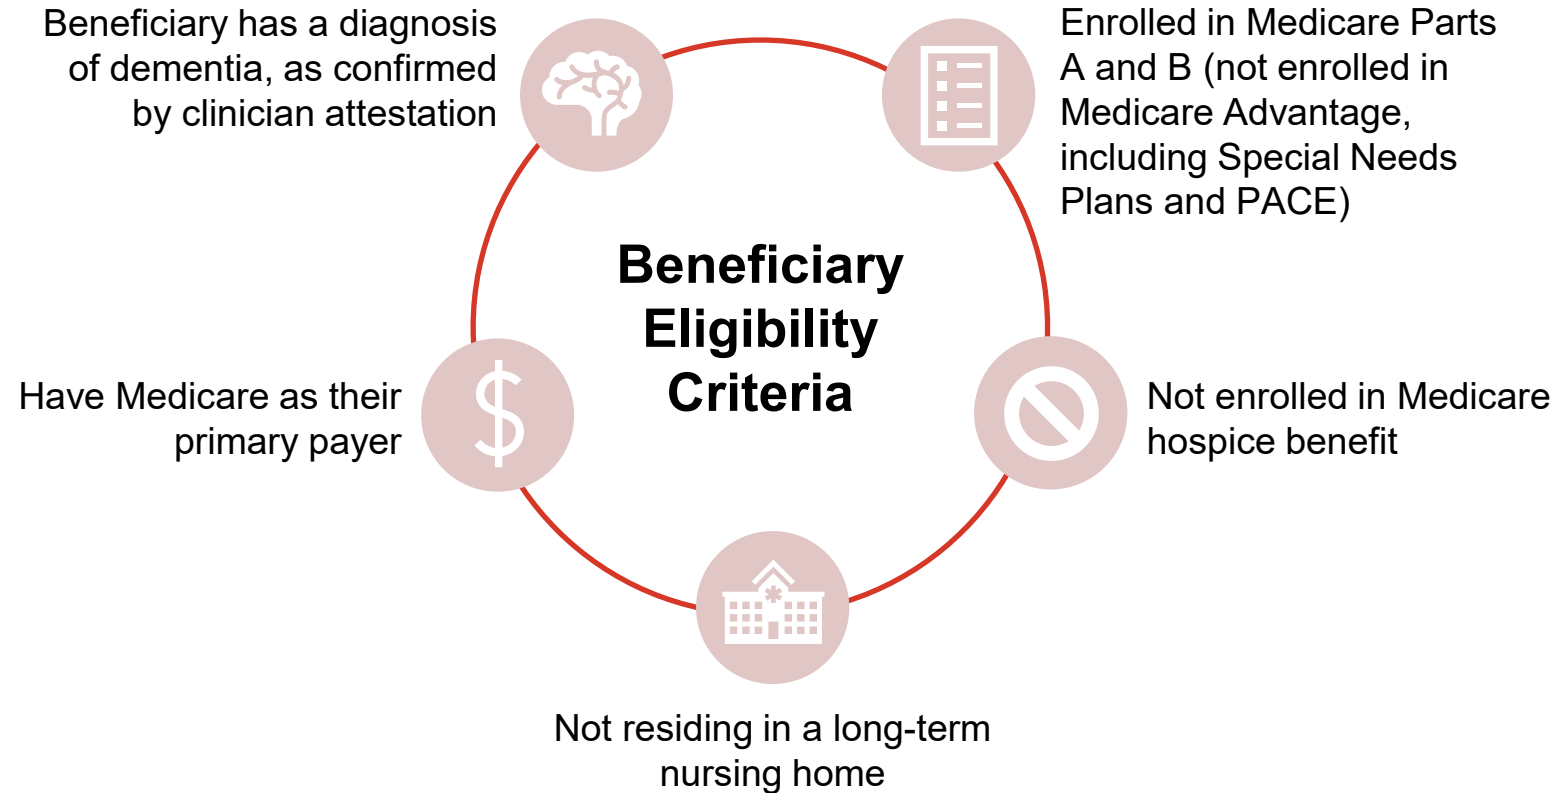 Beneficiary has a diagnosis
of dementia, as confirmed
by clinician attestation
Enrolled in Medicare Parts
A and B (not enrolled in
Medicare Advantage,
including Special Needs
Plans and PACE)
Beneficiary
Eligibility
Criteria
Have Medicare as their
primary payer
Not enrolled in Medicare
hospice benefit
Not residing in a long-term
nursing home